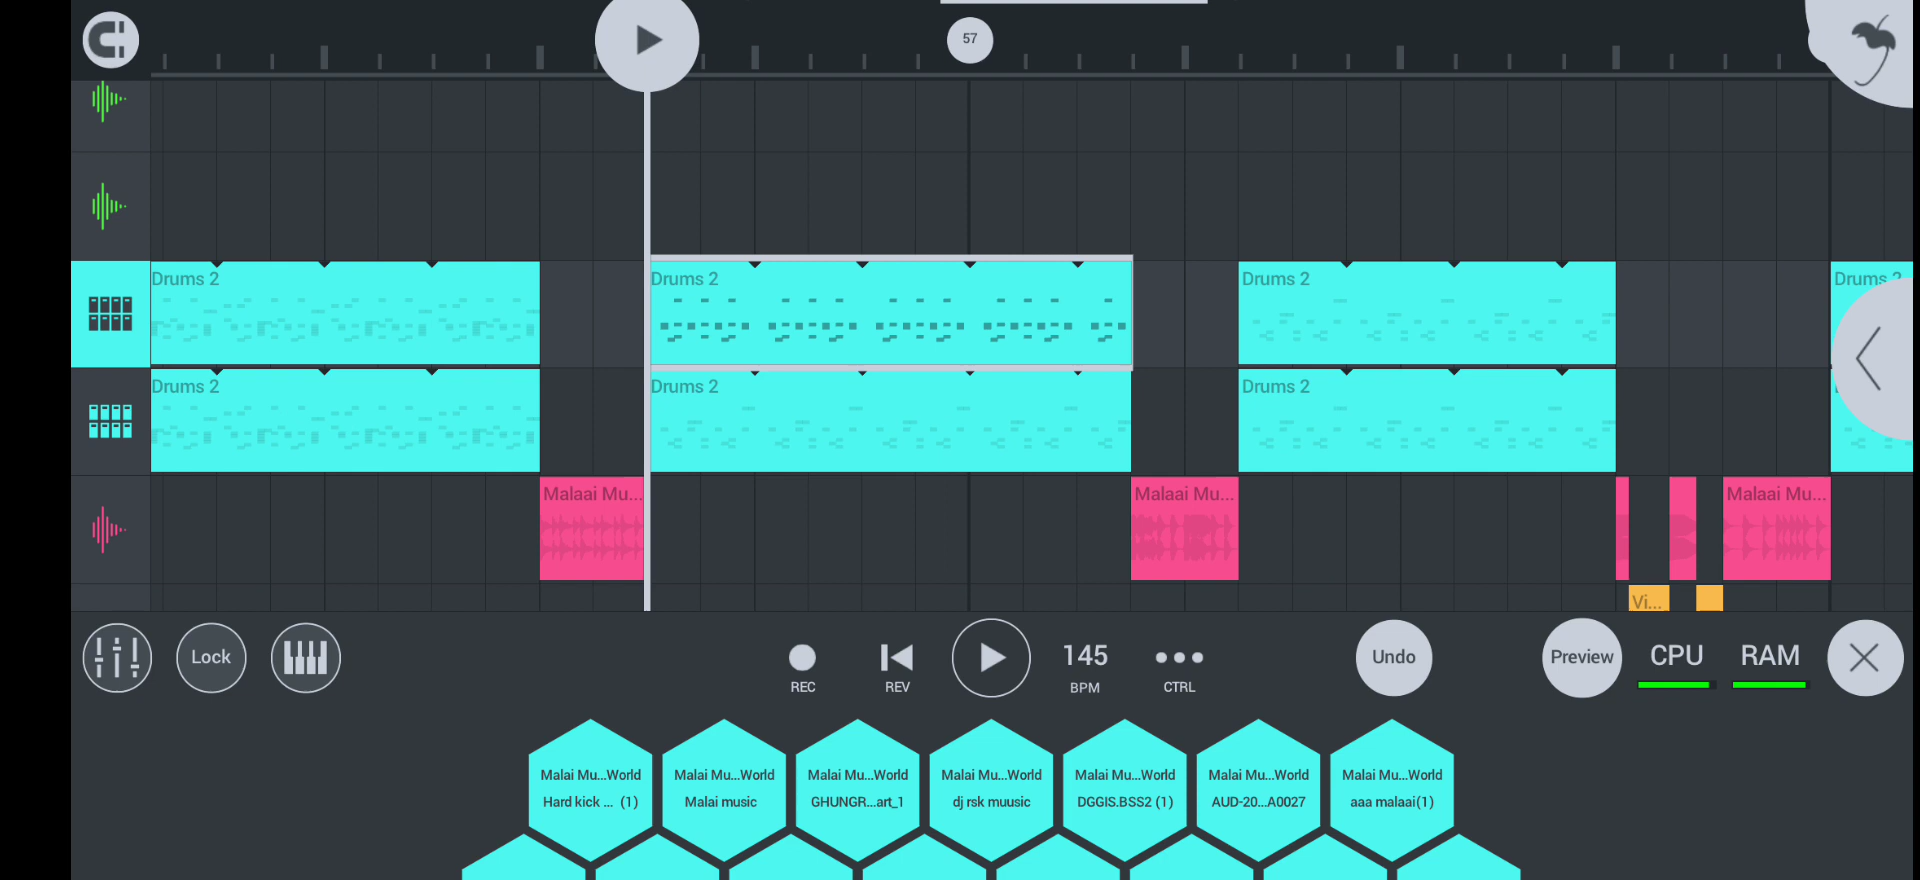 57
Drums 2
Drums 2
Drums 2
Drums 2
Drums 2
Drums 2
Drums 2
Malaai Mu...
Malaai Mu...
Malaai Mu...
Vi...
Lock
REC
REV
145
BPM
CTRL
Undo
Preview
CPU
RAM
Malai Mu...World
Hard kick ... (1)
Malai Mu...World
Malai music
Malai Mu...World
GHUNGR...art_1
Malai Mu...World
dj rsk muusic
Malai Mu...World
DGGIS.BSS2 (1)
Malai Mu...World
AUD-20...A0027
Malai Mu...World
aaa malaai(1)